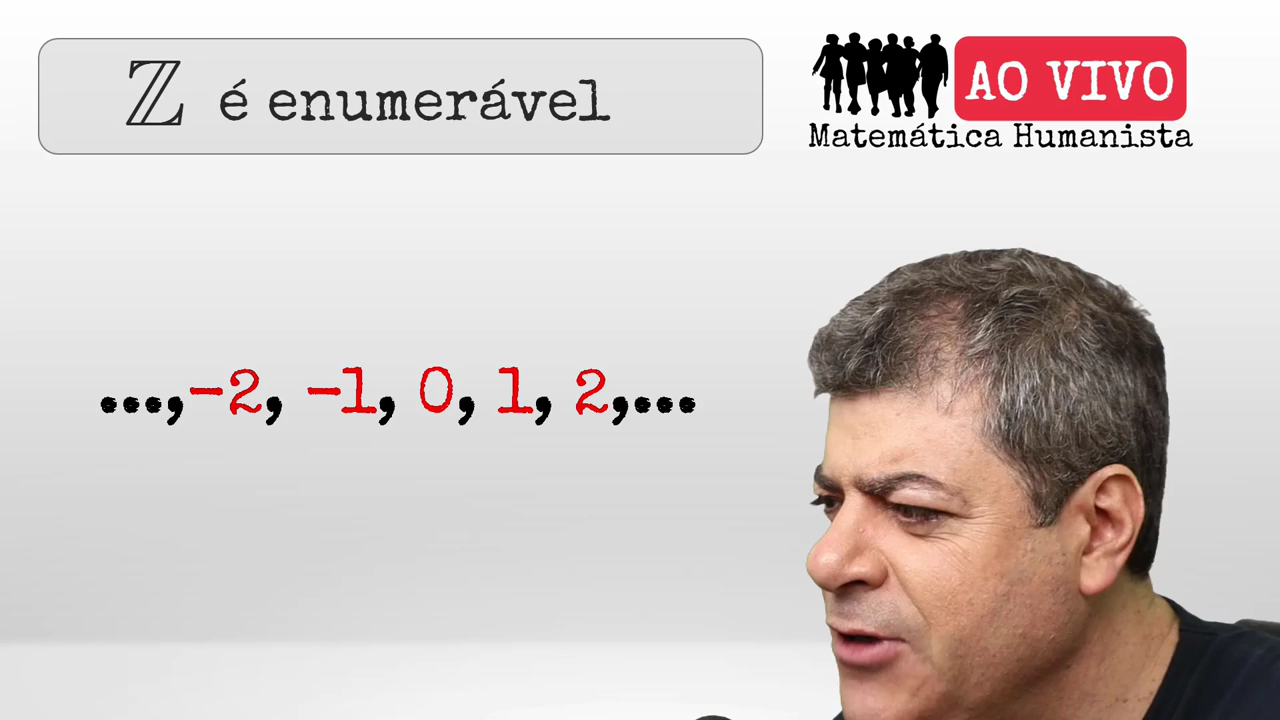 ℤ é enumerável
AO VIVO
Matemática Humanista
...,-2, -1, 0, 1, 2,...